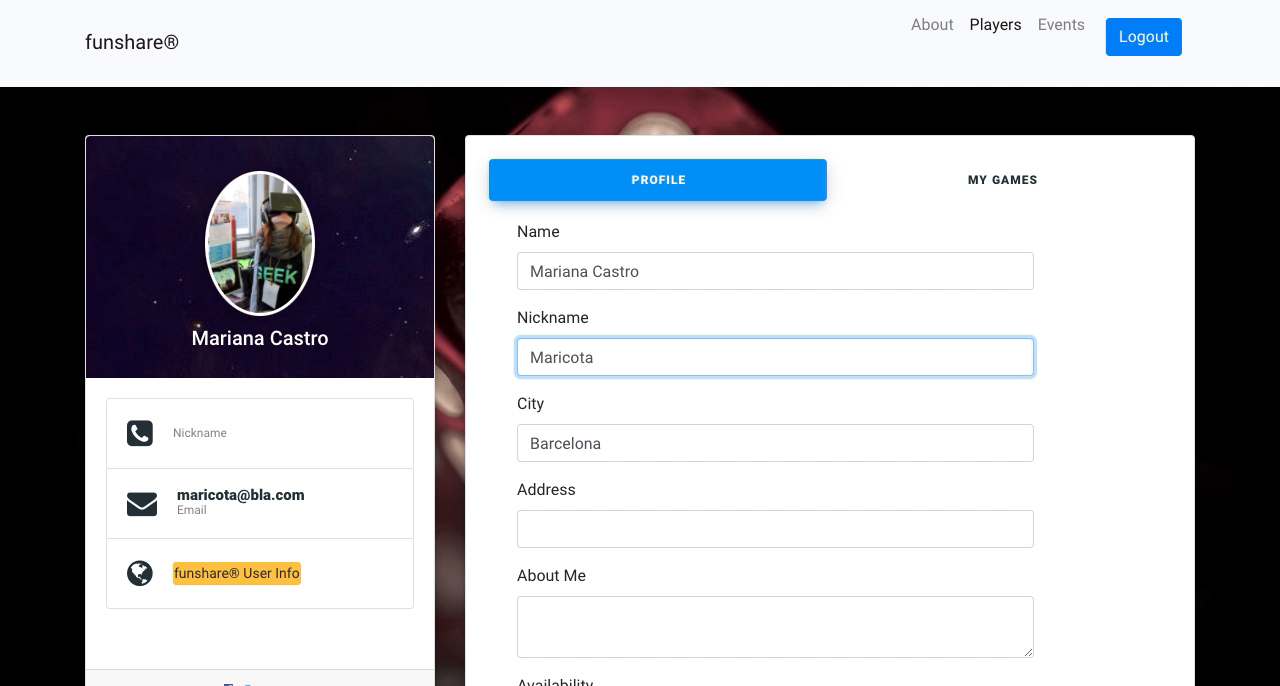 funshare®
About
Players
Events
Logout
GEEK
Mariana Castro
Nickname
maricota@bla.com
Email
funshare® User Info
PROFILE
MY GAMES
Name
Mariana Castro
Nickname
Maricota
City
Barcelona
Address
About Me
Availability